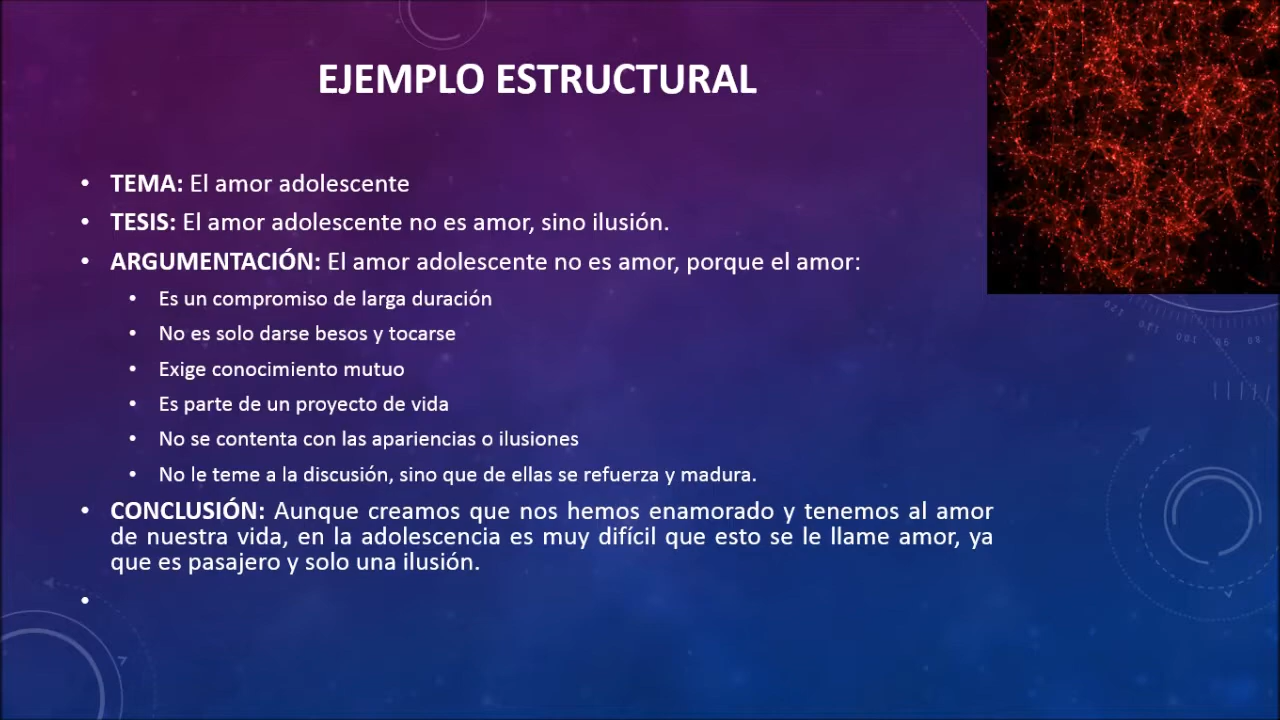 EJEMPLO ESTRUCTURAL
• TEMA: El amor adolescente
• TESIS: El amor adolescente no es amor, sino ilusión.
• ARGUMENTACIÓN: El amor adolescente no es amor, porque el amor:
• Es un compromiso de larga duración
• No es solo darse besos y tocarse
• Exige conocimiento mutuo
• Es parte de un proyecto de vida
• No se contenta con las apariencias o ilusiones
• No le teme a la discusión, sino que de ellas se refuerza y madura.
• CONCLUSIÓN: Aunque creamos que nos hemos enamorado y tenemos al amor
de nuestra vida, en la adolescencia es muy difícil que esto se le llame amor, ya
que es pasajero y solo una ilusión.
•